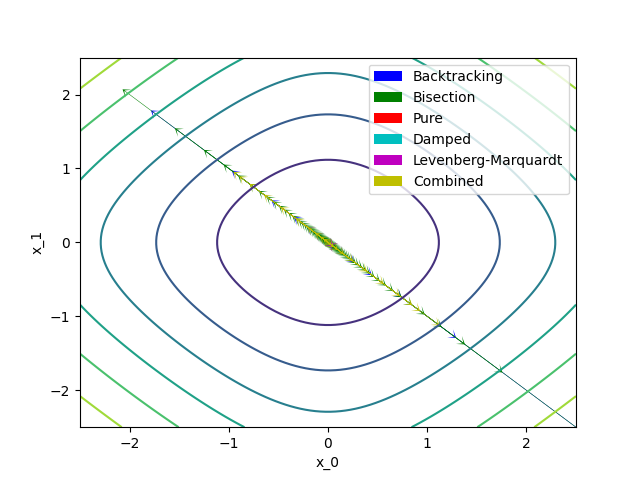 Backtracking
Bisection
Pure
Damped
Levenberg-Marquardt
Combined
2
1
0
−1
−2
x_1
−2
−1
0
1
2
x_0